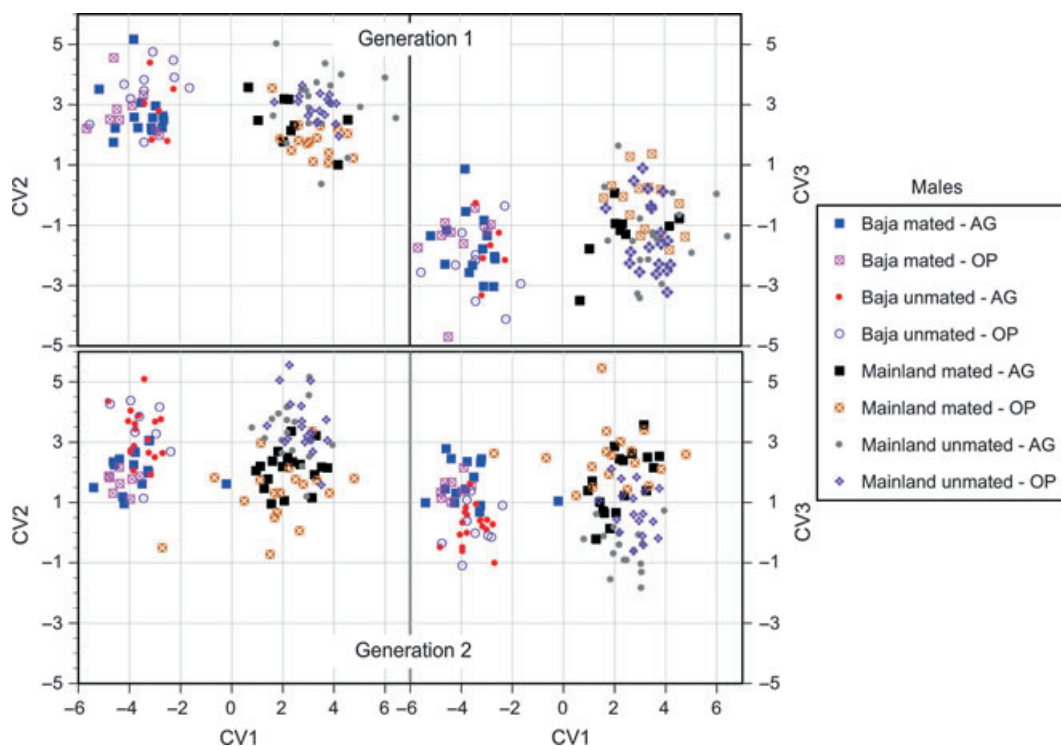 Generation 1
5
3
1
−1
−3
−5
CV2
5
3
1
−1
−3
−5
CV3
Males
Baja mated - AG
Baja mated - OP
Baja unmated - AG
Baja unmated - OP
Mainland mated - AG
Mainland mated - OP
Mainland unmated - AG
Mainland unmated - OP
5
3
1
−1
−3
−5
CV2
5
3
1
−1
−3
−5
CV3
Generation 2
−6 −4 −2 0 2 4 −6 −4 −2 0 2 4 6
CV1 CV1